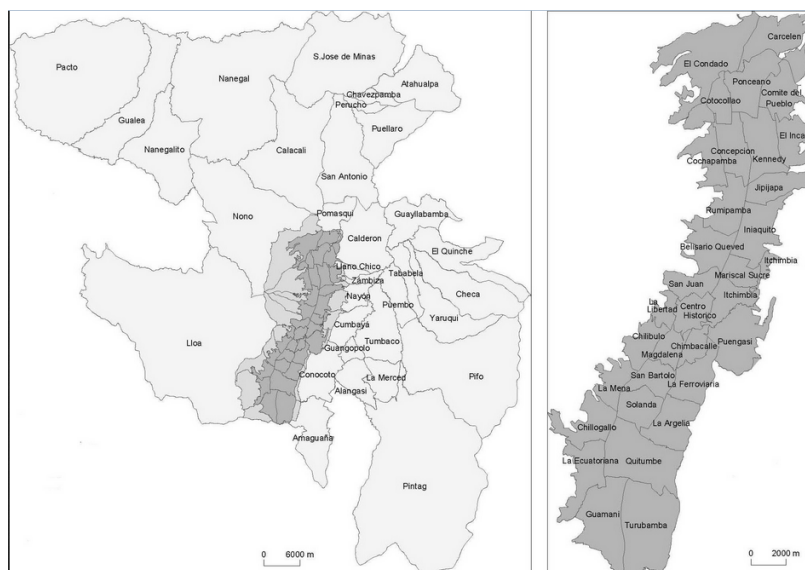 Pacto
Nanegal
S.Jose de Minas
Atahualpa
Chavezpamba
Perucho
Gualea
Puellaro
Nanegalito
Calacali
San Antonio
Nono
Pomasqui
Guayllabamba
Calderon
El Quinche
Llano Chico
Tababela
Zambiza
Checa
Nayón
Puembo
Yaruqui
Cumbayá
Lloa
Tumbaco
Guangopolo
Conocoto
La Merced
Pifo
Alangasi
Amaguaña
Pintag
0 6000 m
Carcelen
El Condado
Ponceano
Comite del
Pueblo
Cotocollao
El Inca
Concepción
Cochapamba
Kennedy
Jipijapa
Rumipamba
Iniaquito
Belisario Queved
Itchimbia
Mariscal Sucre
San Juan
Itchimbia
La
Libertad
Centro
Historico
Chilibulo
Chimbacalle
Puengasi
Magdalena
San Bartolo
La Mena
La Ferroviaria
Solanda
La Argelia
Chillogallo
La Ecuatoriana
Quitumbe
Guamani
Turubamba
0 2000 m